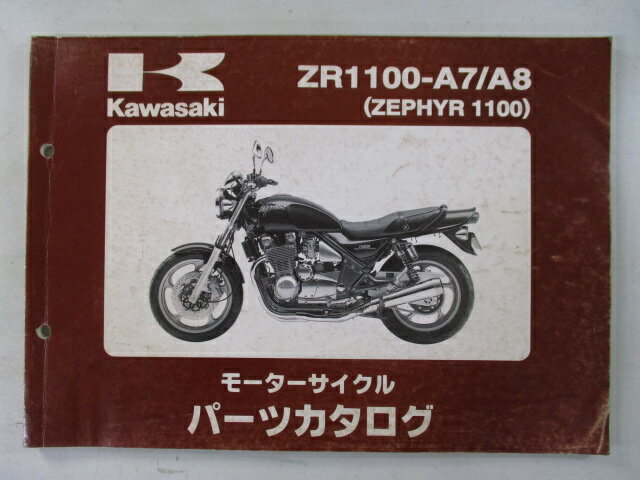 Kawasaki
ZR1100-A7/A8
(ZEPHYR 1100)
モーターサイクル
パーツカタログ